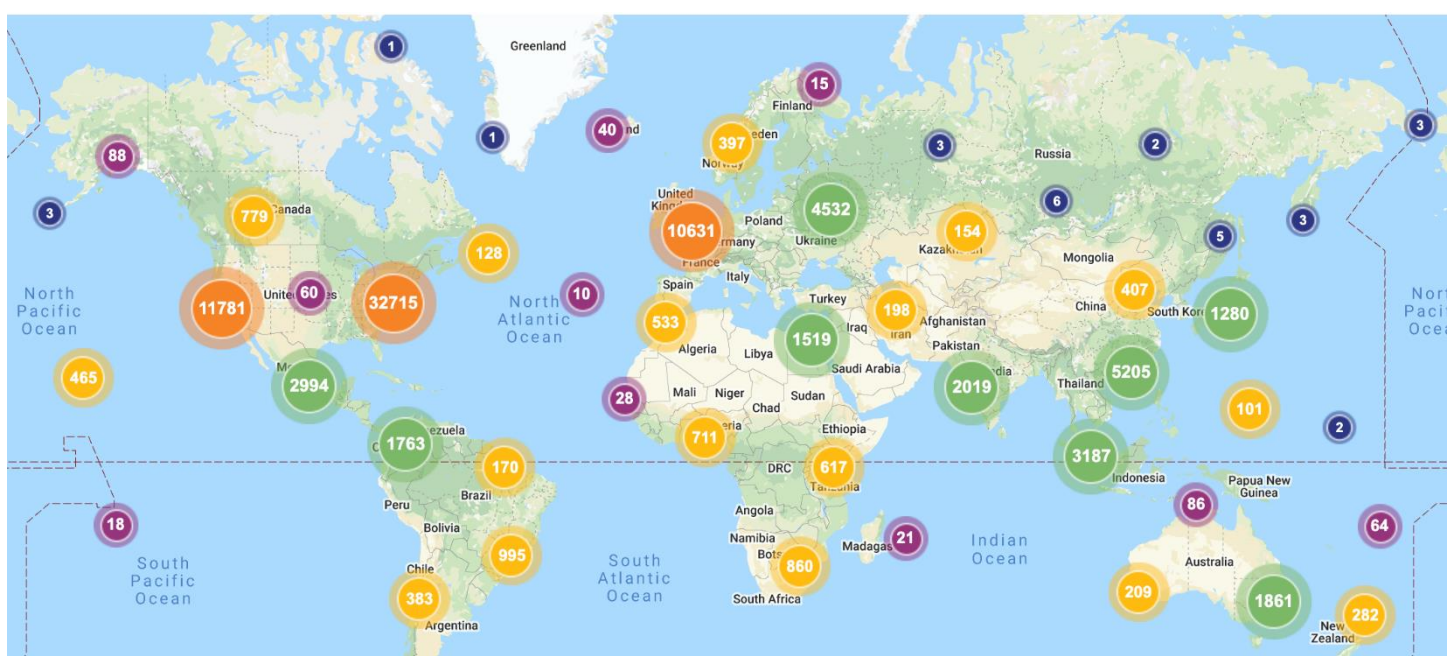 1
Greenland
15
Finland
40
1
88
397
Norway
3
2
3
Russia
3
779
Canada
United
10631
Poland
4532
Ukraine
6
3
France
154
5
128
Mongolia
Spain
Italy
North
Pacific
Ocean
11781
60
32715
10
North
Atlantic
Ocean
Turkey
198
Iran
Afghanistan
407
China
1280
533
Algeria
Libya
1519
Iraq
Pakistan
Saudi Arabia
465
2994
28
Mali
Niger
Chad
Sudan
2019
Thailand
5205
101
2
1763
711
Ethiopia
170
Brazil
DRC
617
Tanzania
3187
Indonesia
Papua New
Guinea
18
Peru
Bolivia
Angola
86
64
South
Pacific
Ocean
995
South
Atlantic
Ocean
Namibia
860
21
Indian
Ocean
Australia
Chile
383
Argentina
South Africa
209
1861
282
New
Zealand